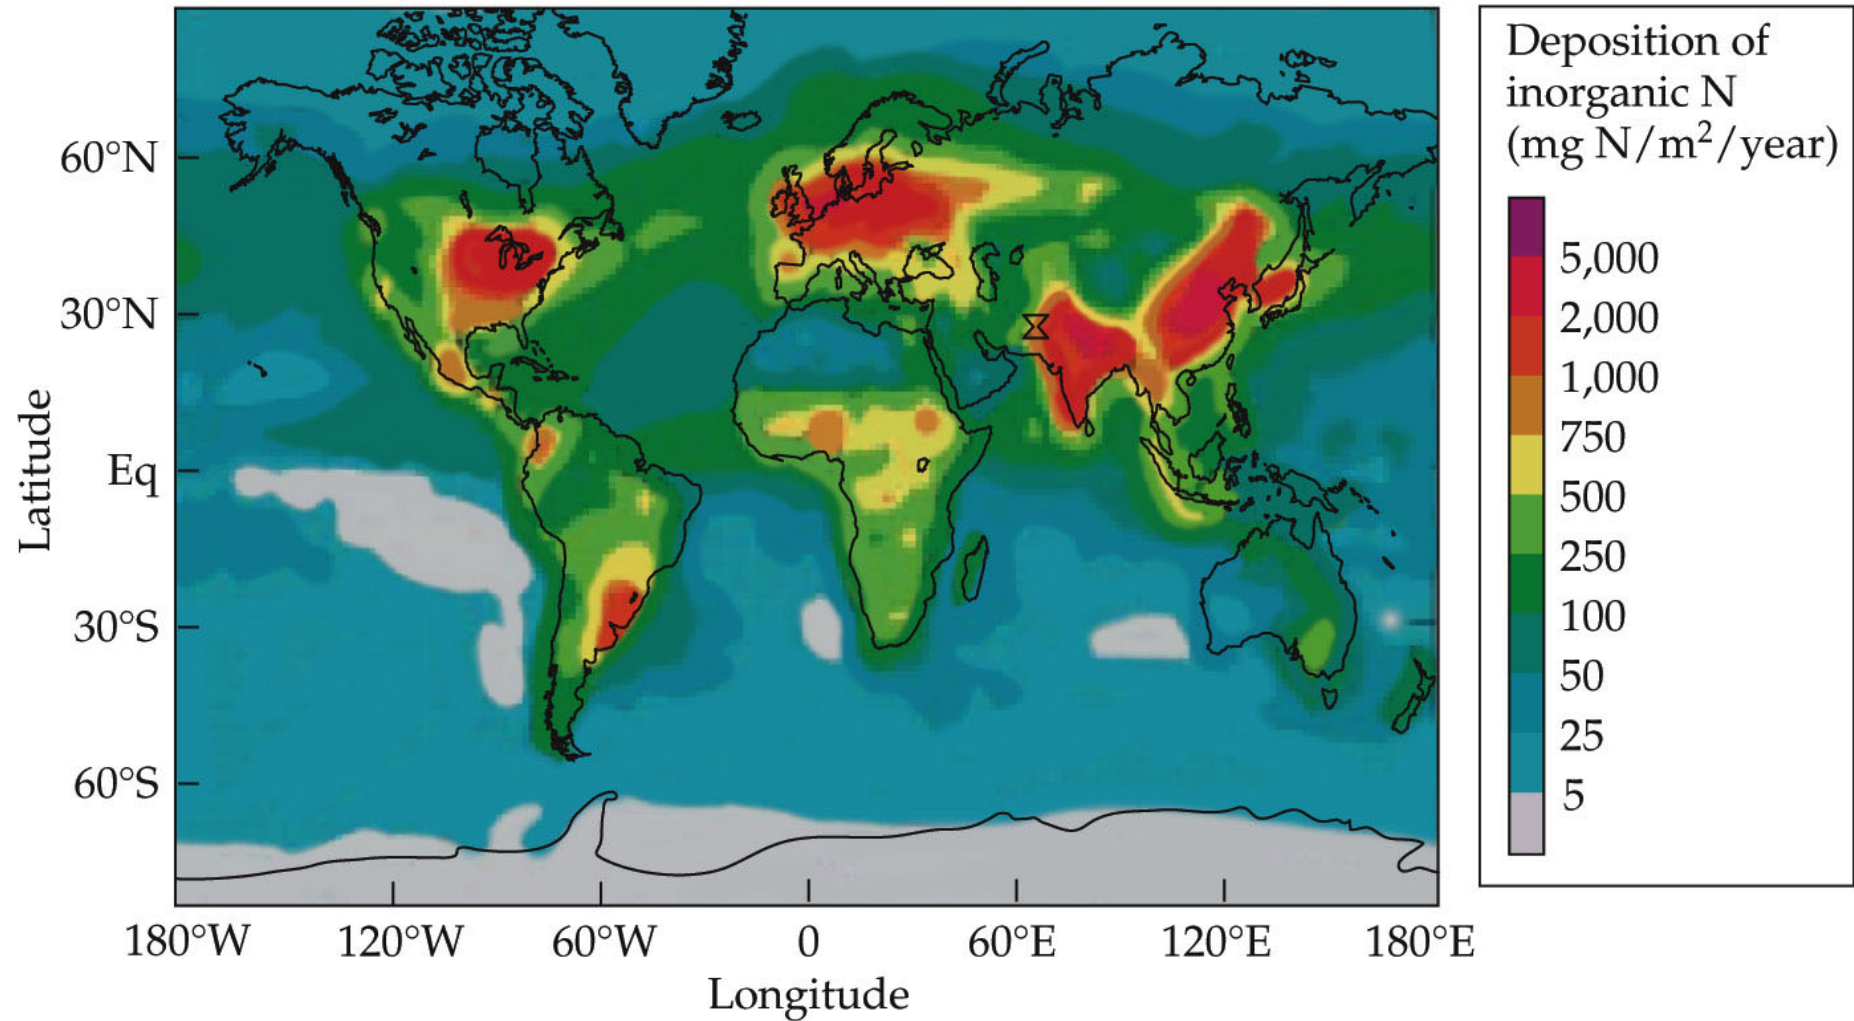 Deposition of
inorganic N
(mg N/m²/year)
5,000
2,000
1,000
750
500
250
100
50
25
5
Latitude
60°N
30°N
Eq
30°S
60°S
180°W
120°W
60°W
0
60°E
120°E
180°E
Longitude